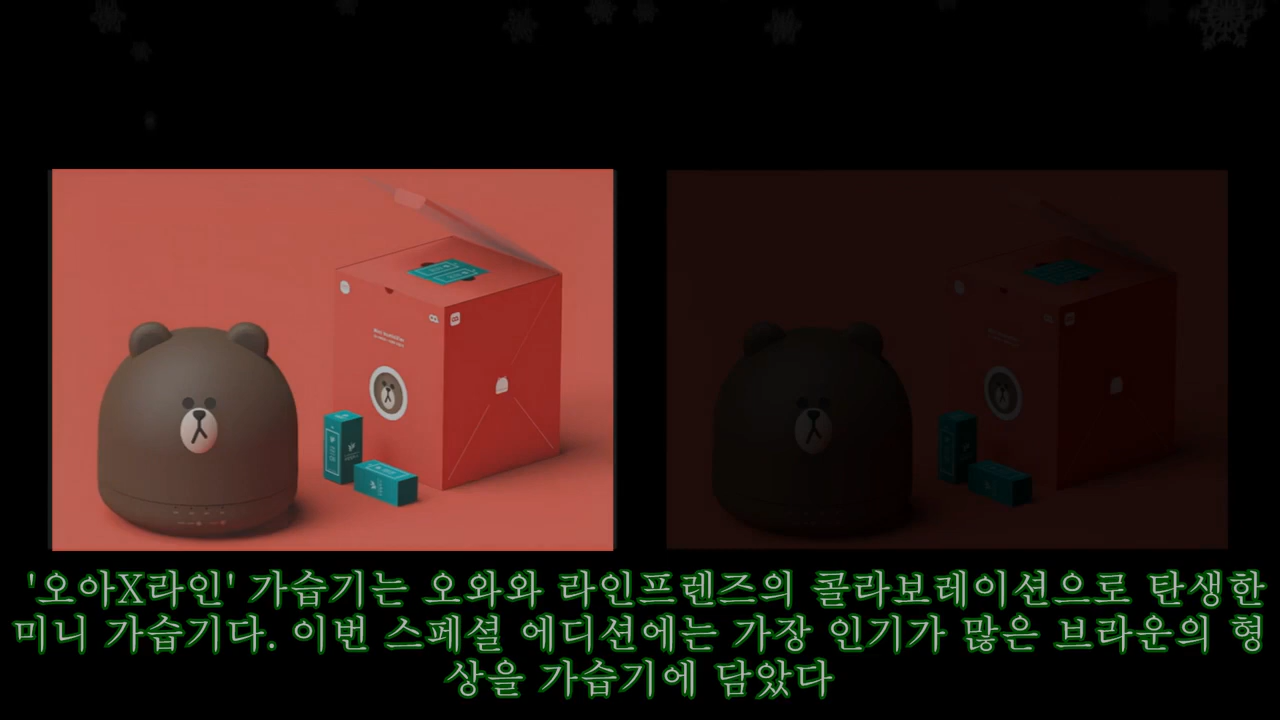 '오아X라인' 가습기는 오와와 라인프렌즈의 콜라보레이션으로 탄생한
미니 가습기다. 이번 스페셜 에디션에는 가장 인기가 많은 브라운의 형
상을 가습기에 담았다